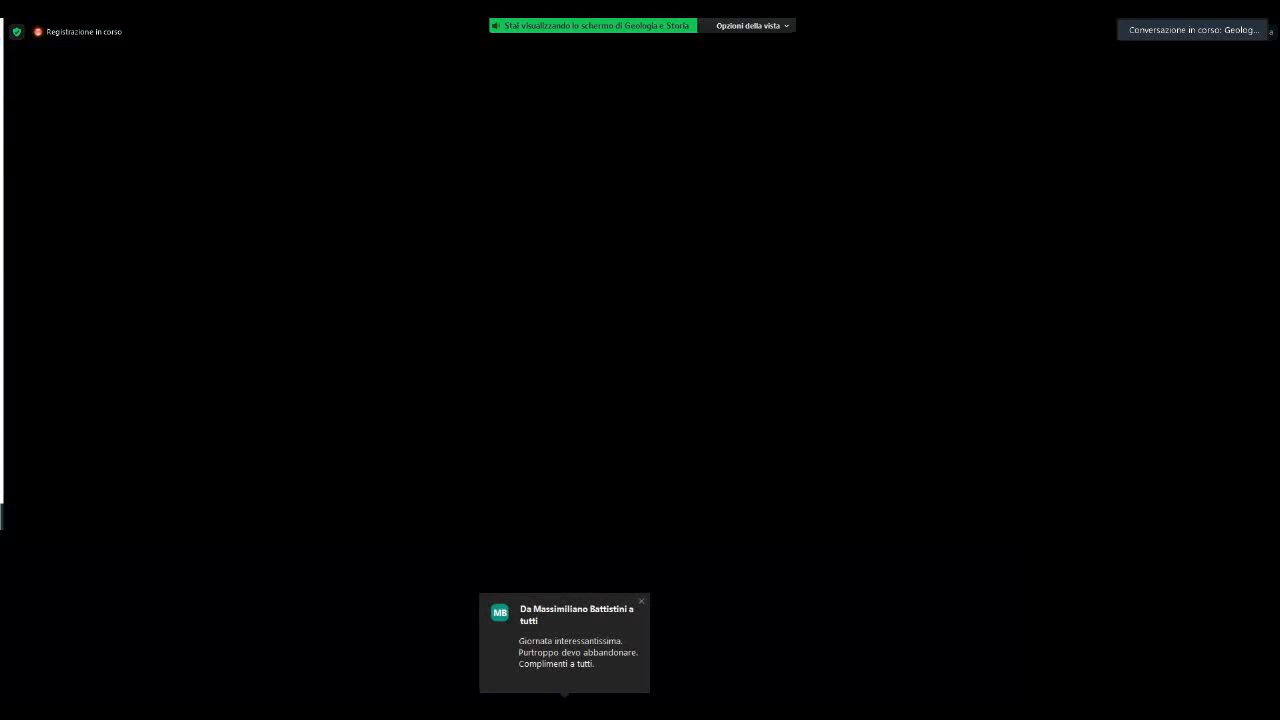 Registrazione in corso
Stai visualizzando lo schermo di Geologia e Storia
Opzioni della vista
Conversazione in corso: Geolog...
a
MB
Da Massimiliano Battistini a
tutti
Giornata interessantissima.
Purtroppo devo abbandonare.
Complimenti a tutti.